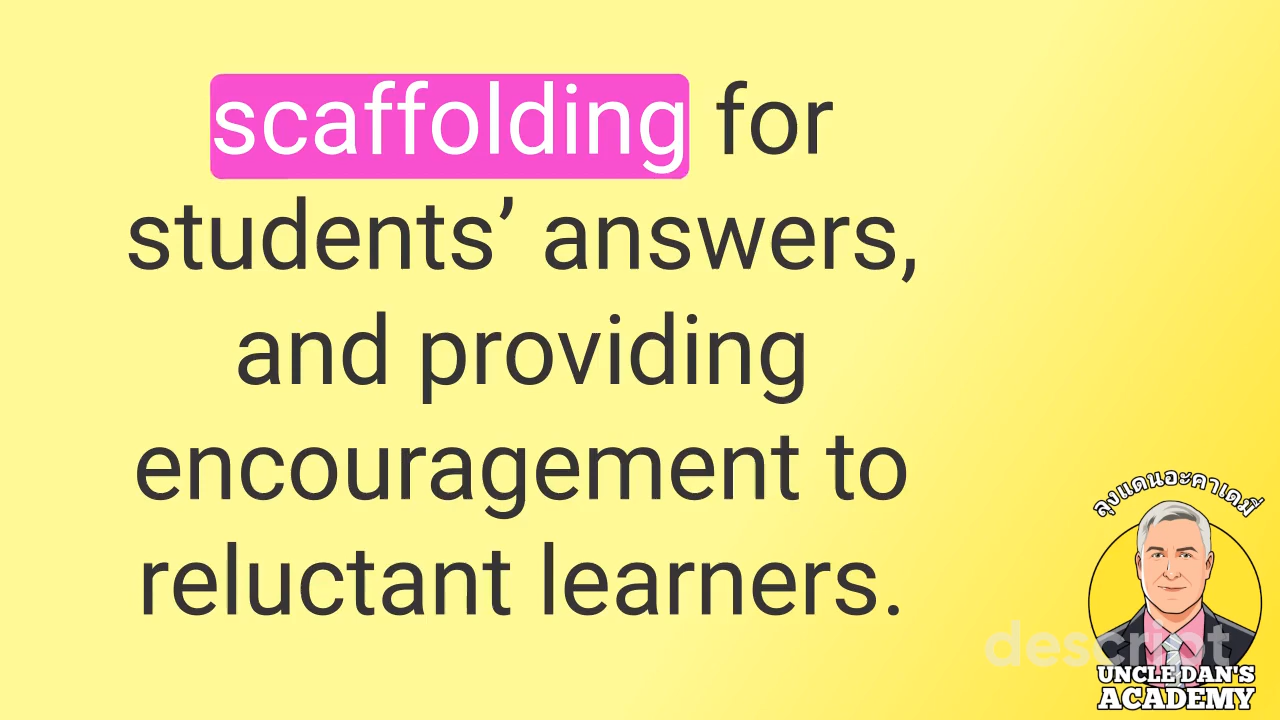 scaffolding for
students’ answers,
and providing
encouragement to
reluctant learners.
ลุงแดนอะคาเดมี่
descript
UNCLE DAN'S
ACADEMY